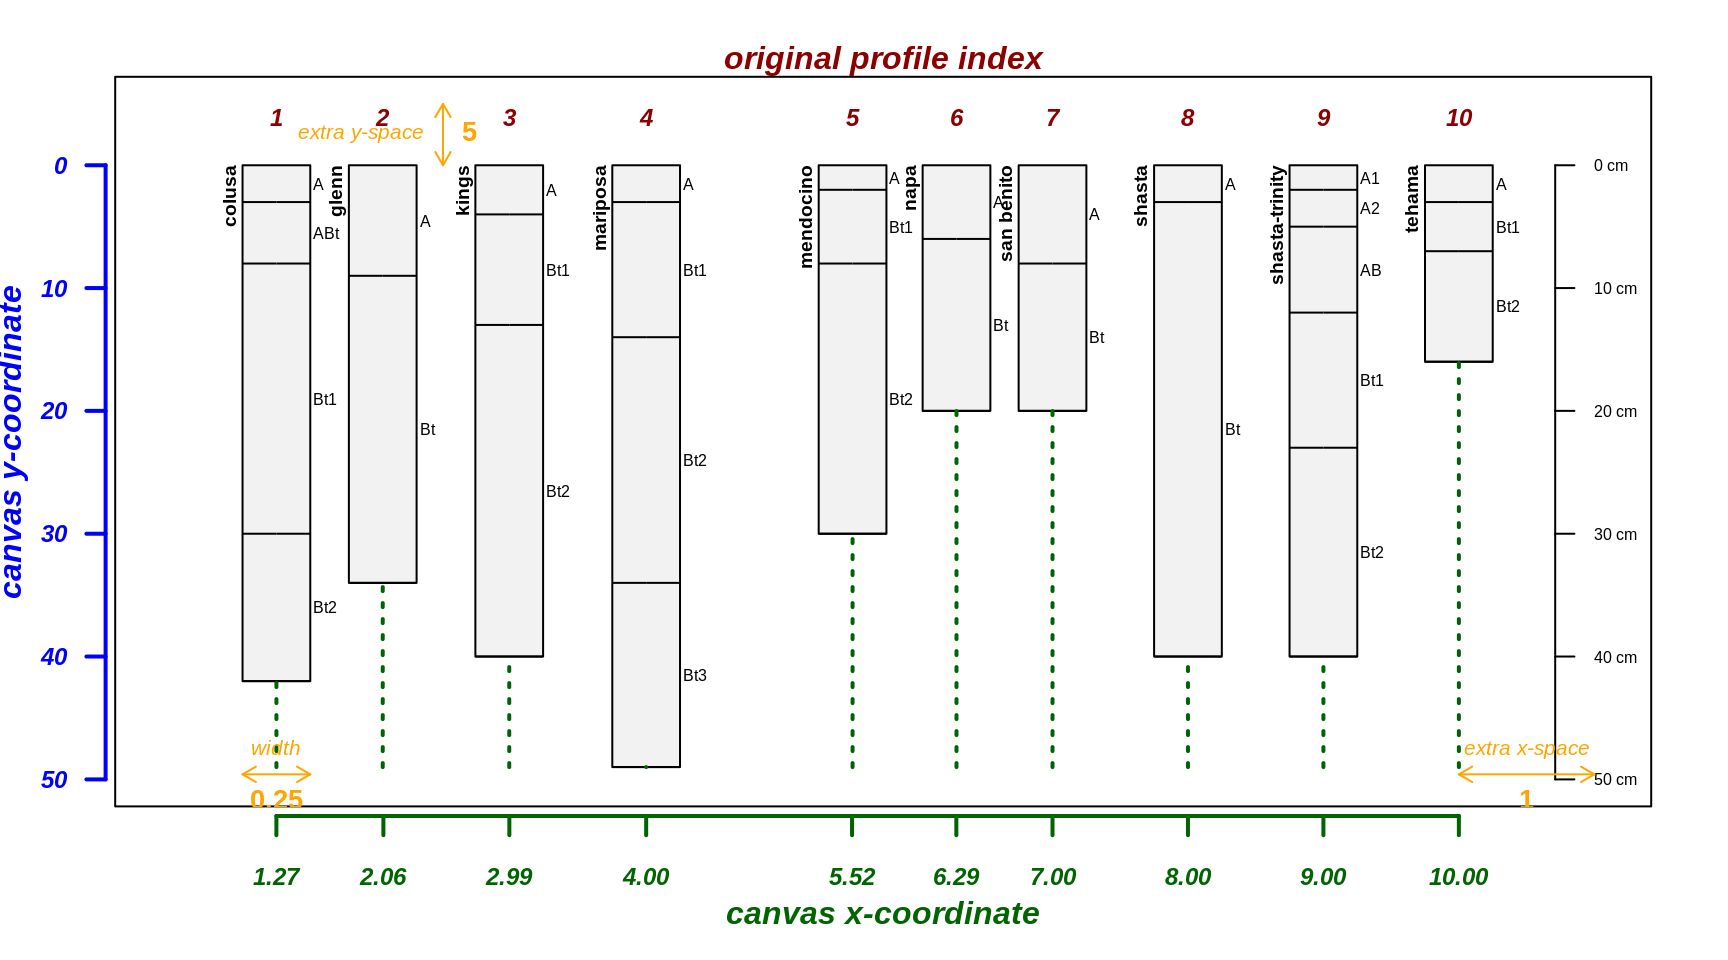 original profile index
1 2 3 4 5 6 7 8 9 10
extra y-space 5
canvas y-coordinate
0
10
20
30
40
50
colusa
A
ABt
Bt1
Bt2
glenn
A
Bt
kings
A
Bt1
Bt2
mariposa
A
Bt1
Bt2
Bt3
mendocino
A
Bt1
Bt2
napa
A
Bt
san benito
A
Bt
shasta
A
Bt
shasta-trinity
A1
A2
AB
Bt1
Bt2
tehama
A
Bt1
Bt2
0 cm
10 cm
20 cm
30 cm
40 cm
50 cm
width
0.25
extra x-space
1
1.27 2.06 2.99 4.00 5.52 6.29 7.00 8.00 9.00 10.00
canvas x-coordinate